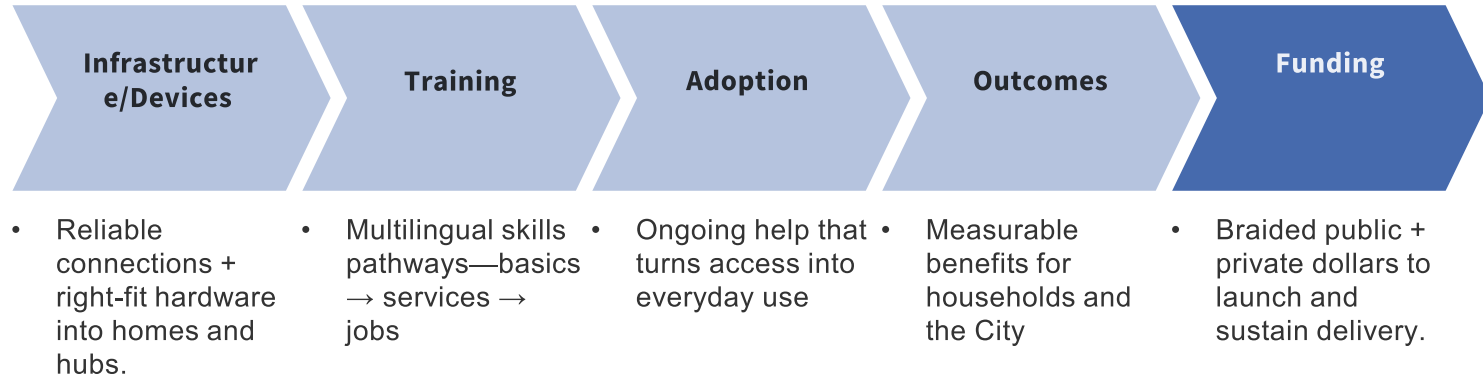 Infrastructur
e/Devices
Training
Adoption
Outcomes
Funding
• Reliable
connections +
right-fit hardware
into homes and
hubs.
• Multilingual skills
pathways—basics
→ services →
jobs
• Ongoing help that
turns access into
everyday use
• Measurable
benefits for
households and
the City
• Braided public +
private dollars to
launch and
sustain delivery.